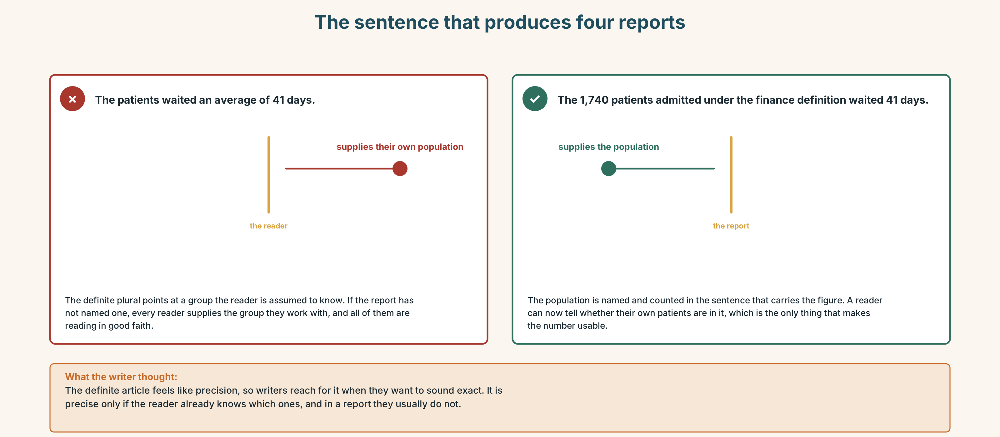 The sentence that produces four reports
The patients waited an average of 41 days.
supplies their own population
the reader
The definite plural points at a group the reader is assumed to know. If the report has
not named one, every reader supplies the group they work with, and all of them are
reading in good faith.
The 1,740 patients admitted under the finance definition waited 41 days.
supplies the population
the report
The population is named and counted in the sentence that carries the figure. A reader
can now tell whether their own patients are in it, which is the only thing that makes
the number usable.
What the writer thought:
The definite article feels like precision, so writers reach for it when they want to sound exact. It is
precise only if the reader already knows which ones, and in a report they usually do not.